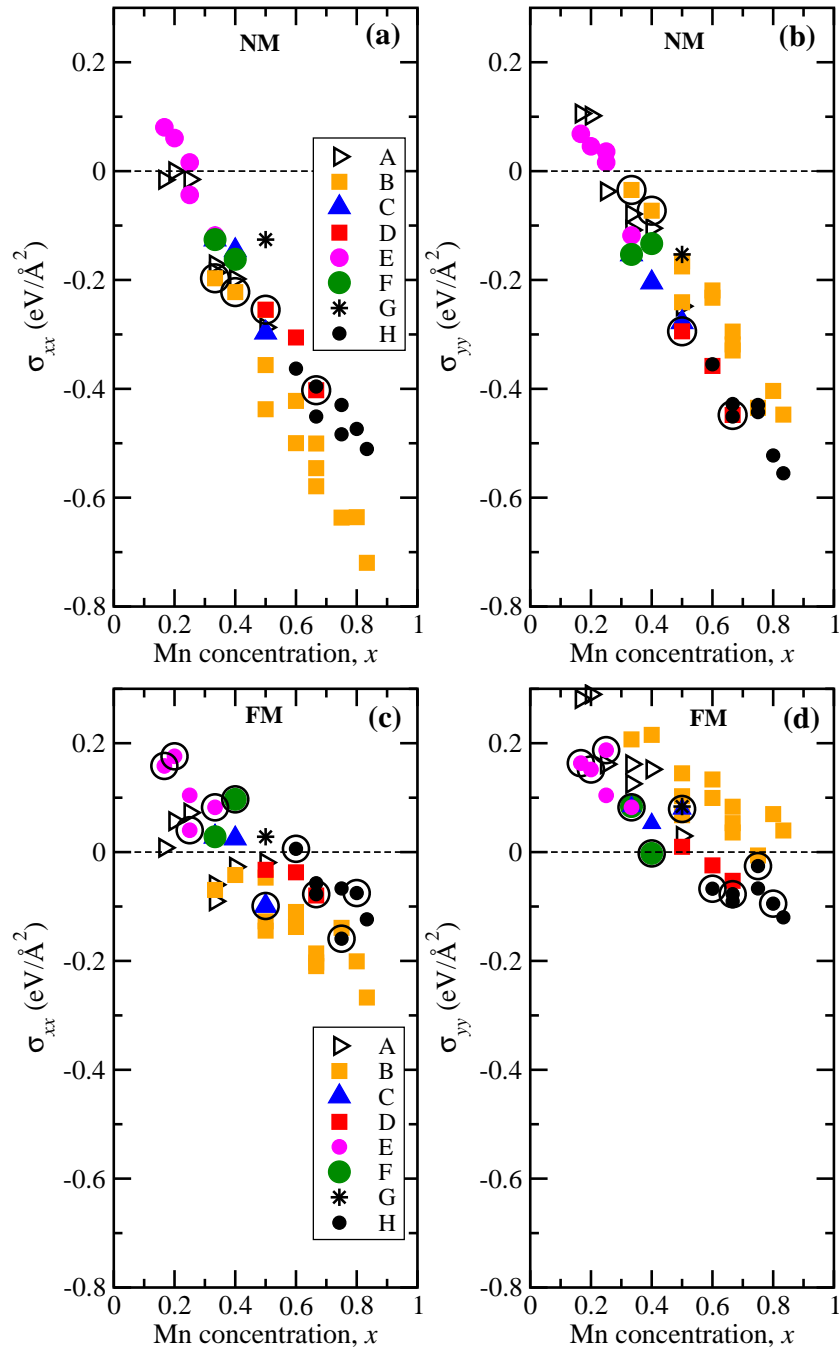 (a)
NM
0.2
0
-0.2
-0.4
-0.6
-0.8
σxx (eV/Å²)
A
B
C
D
E
F
G
H
0 0.2 0.4 0.6 0.8 1
Mn concentration, x
(b)
NM
0.2
0
-0.2
-0.4
-0.6
-0.8
σyy (eV/Å²)
0 0.2 0.4 0.6 0.8 1
Mn concentration, x
(c)
FM
0.2
0
-0.2
-0.4
-0.6
-0.8
σxx (eV/Å²)
A
B
C
D
E
F
G
H
0 0.2 0.4 0.6 0.8 1
Mn concentration, x
(d)
FM
0.2
0
-0.2
-0.4
-0.6
-0.8
σyy (eV/Å²)
0 0.2 0.4 0.6 0.8 1
Mn concentration, x